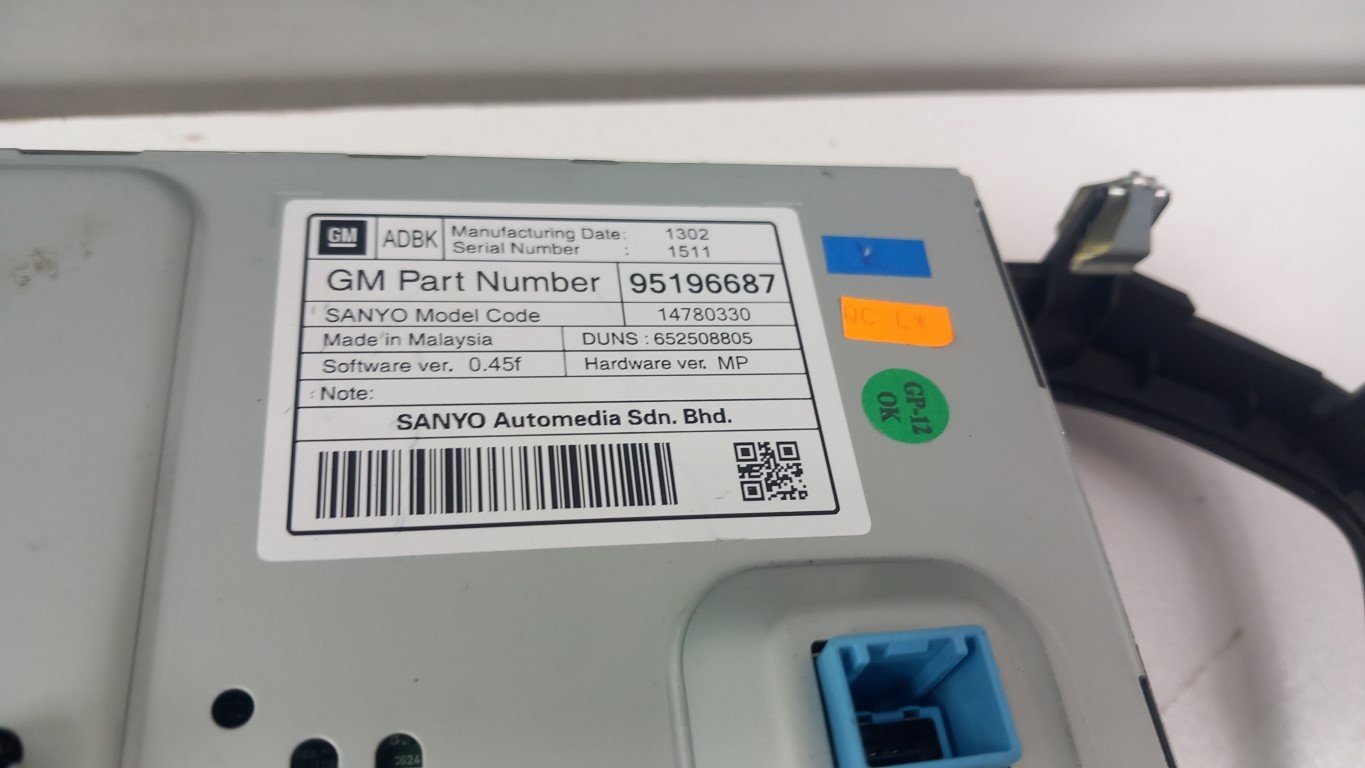 GM ADBK Manufacturing Date: 1302
Serial Number : 1511
GM Part Number 95196687
SANYO Model Code 14780330
Made in Malaysia DUNS : 652508805
Software ver. 0.45f Hardware ver. MP
Note:
SANYO Automedia Sdn. Bhd.
QC L*
GP-12
OK